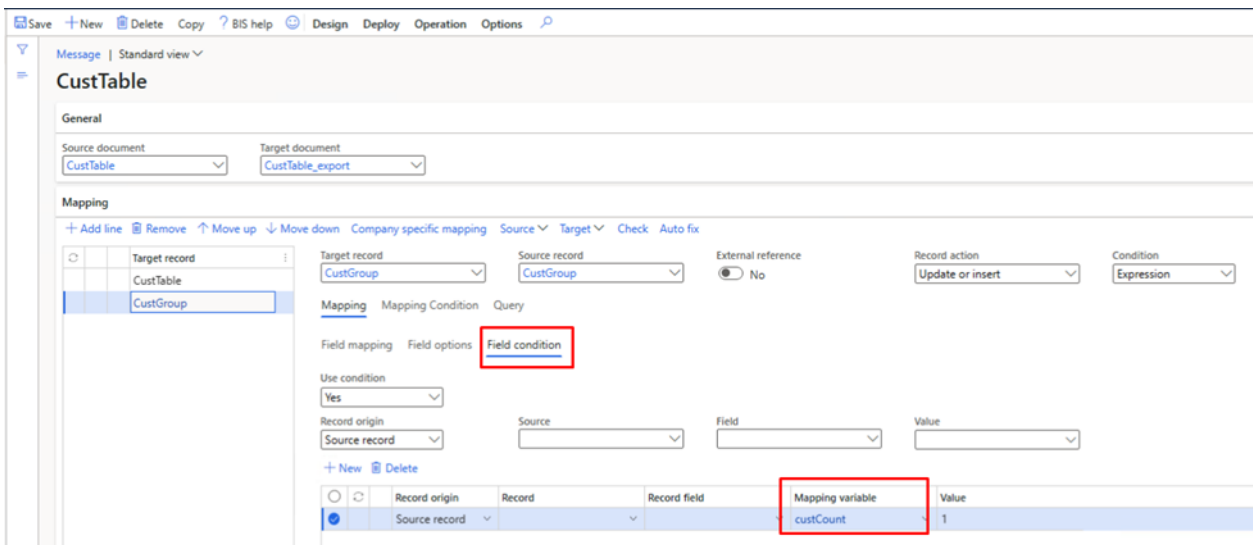 Save New Delete Copy ? BIS help Design Deploy Operation Options
Message | Standard view
CustTable
General
Source document Target document
CustTable CustTable_export
Mapping
Add line Remove Move up Move down Company specific mapping Source Target Check Auto fix
Target record
CustTable
CustGroup
Target record Source record External reference Record action Condition
CustGroup CustGroup No Update or insert Expression
Mapping Mapping Condition Query
Field mapping Field options Field condition
Use condition
Yes
Record origin Source Field Value
Source record
New Delete
Record origin Record Record field Mapping variable Value
Source record custCount 1